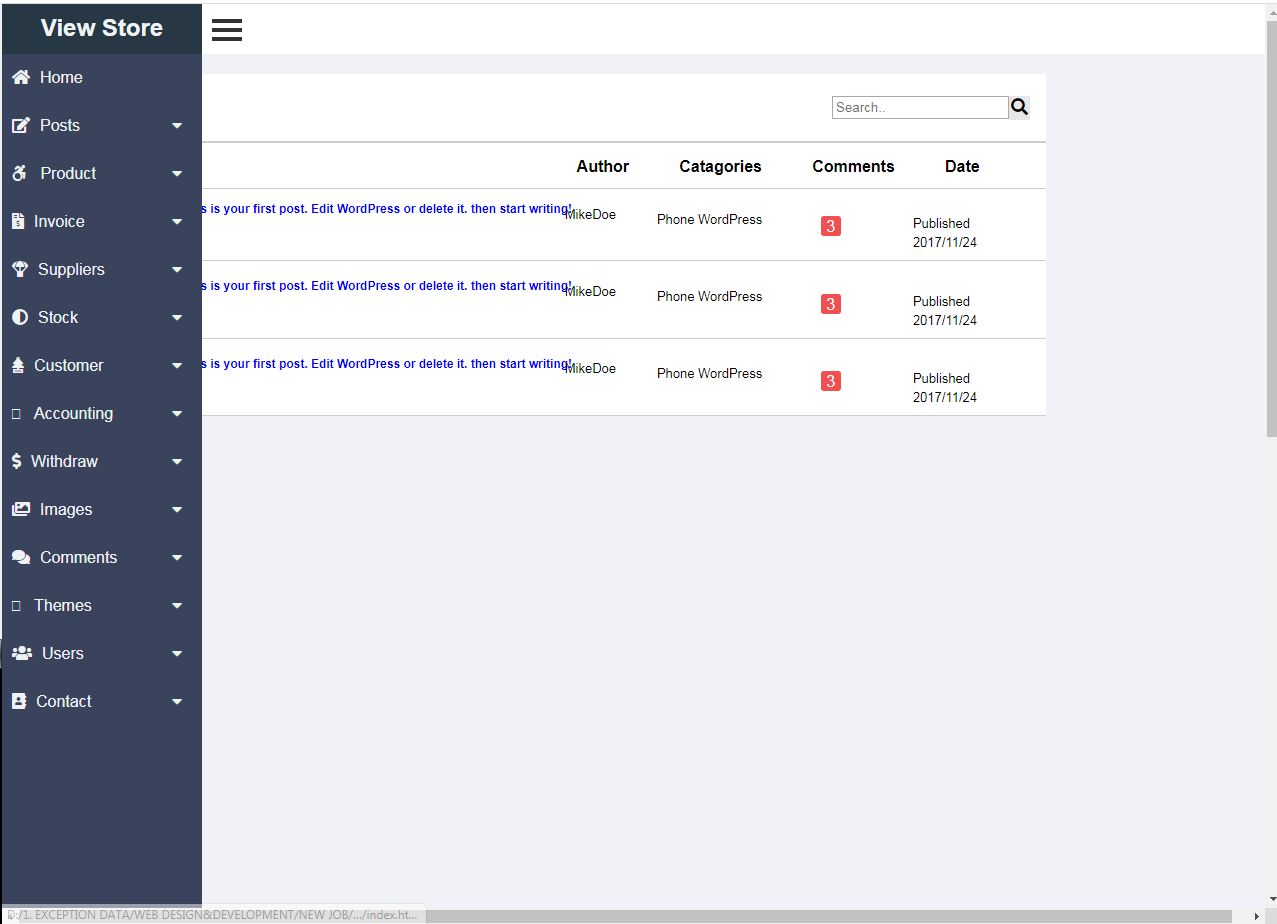 View Store
Home
Posts
Product
Invoice
Suppliers
Stock
Customer
Accounting
Withdraw
Images
Comments
Themes
Users
Contact
Search..
Author Catagories Comments Date
s is your first post. Edit WordPress or delete it. then start writing!. MikeDoe Phone WordPress 3 Published
2017/11/24
s is your first post. Edit WordPress or delete it. then start writing!. MikeDoe Phone WordPress 3 Published
2017/11/24
s is your first post. Edit WordPress or delete it. then start writing!. MikeDoe Phone WordPress 3 Published
2017/11/24
D:/1. EXCEPTION DATA/WEB DESIGN&DEVELOPMENT/NEW JOB/.../index.ht...